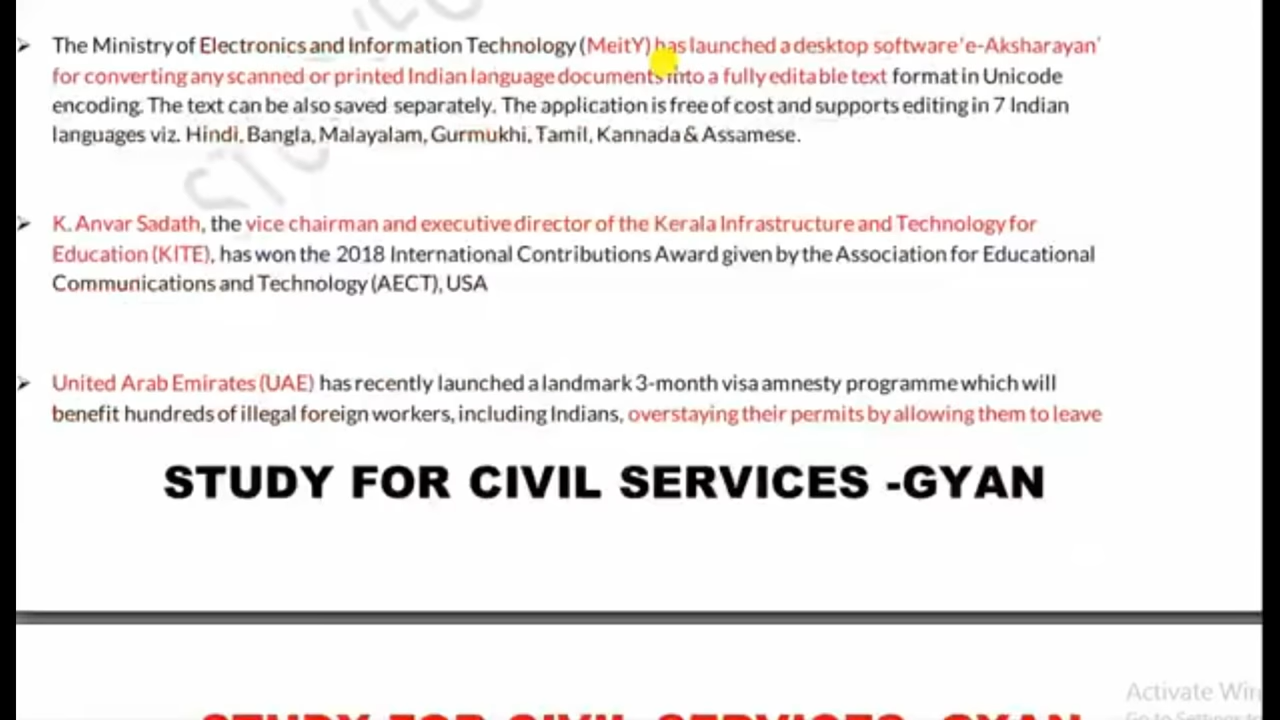 The Ministry of Electronics and Information Technology (MeitY) has launched a desktop software 'e-Aksharayan'
for converting any scanned or printed Indian language documents into a fully editable text format in Unicode
encoding. The text can be also saved separately. The application is free of cost and supports editing in 7 Indian
languages viz. Hindi, Bangla, Malayalam, Gurmukhi, Tamil, Kannada & Assamese.
K. Anvar Sadath, the vice chairman and executive director of the Kerala Infrastructure and Technology for
Education (KITE), has won the 2018 International Contributions Award given by the Association for Educational
Communications and Technology (AECT), USA
United Arab Emirates (UAE) has recently launched a landmark 3-month visa amnesty programme which will
benefit hundreds of illegal foreign workers, including Indians, overstaying their permits by allowing them to leave
STUDY FOR CIVIL SERVICES -GYAN
Activate Win
STUDY FOR CIVIL SERVICES -GYAN